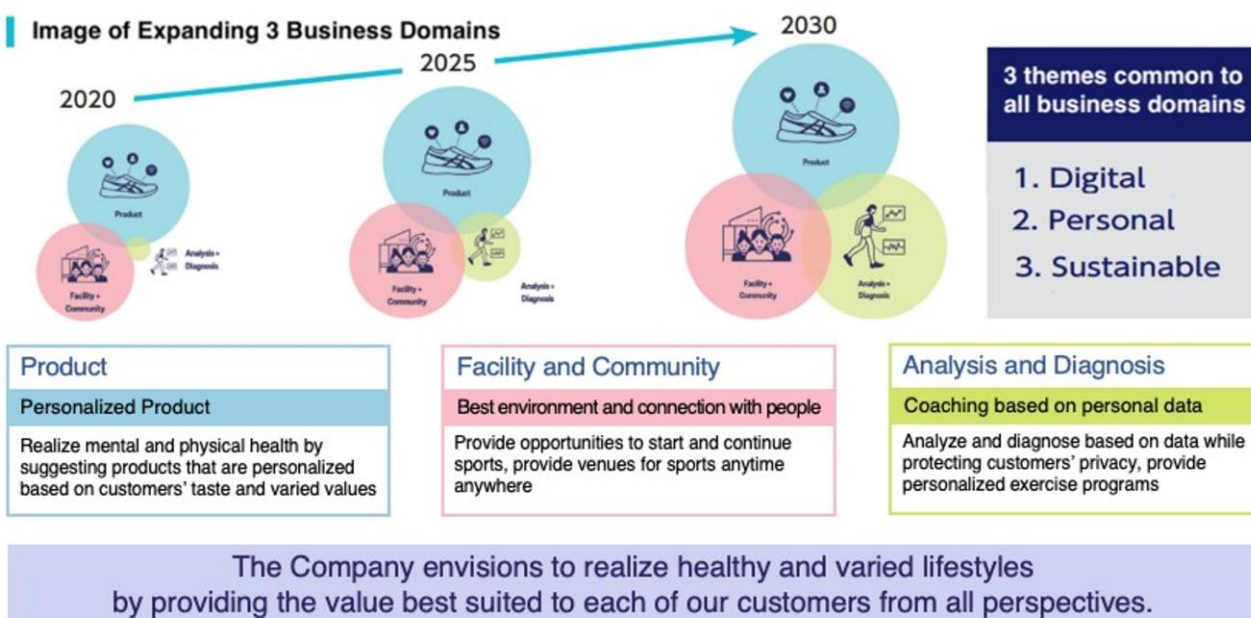 Image of Expanding 3 Business Domains
2020
2025
2030
Product
Facility +
Community
Analysis +
Diagnosis
Product
Facility +
Community
Analysis +
Diagnosis
Product
Facility +
Community
Analysis +
Diagnosis
3 themes common to
all business domains
1. Digital
2. Personal
3. Sustainable
Product
Personalized Product
Realize mental and physical health by
suggesting products that are personalized
based on customers' taste and varied values
Facility and Community
Best environment and connection with people
Provide opportunities to start and continue
sports, provide venues for sports anytime
anywhere
Analysis and Diagnosis
Coaching based on personal data
Analyze and diagnose based on data while
protecting customers' privacy, provide
personalized exercise programs
The Company envisions to realize healthy and varied lifestyles
by providing the value best suited to each of our customers from all perspectives.